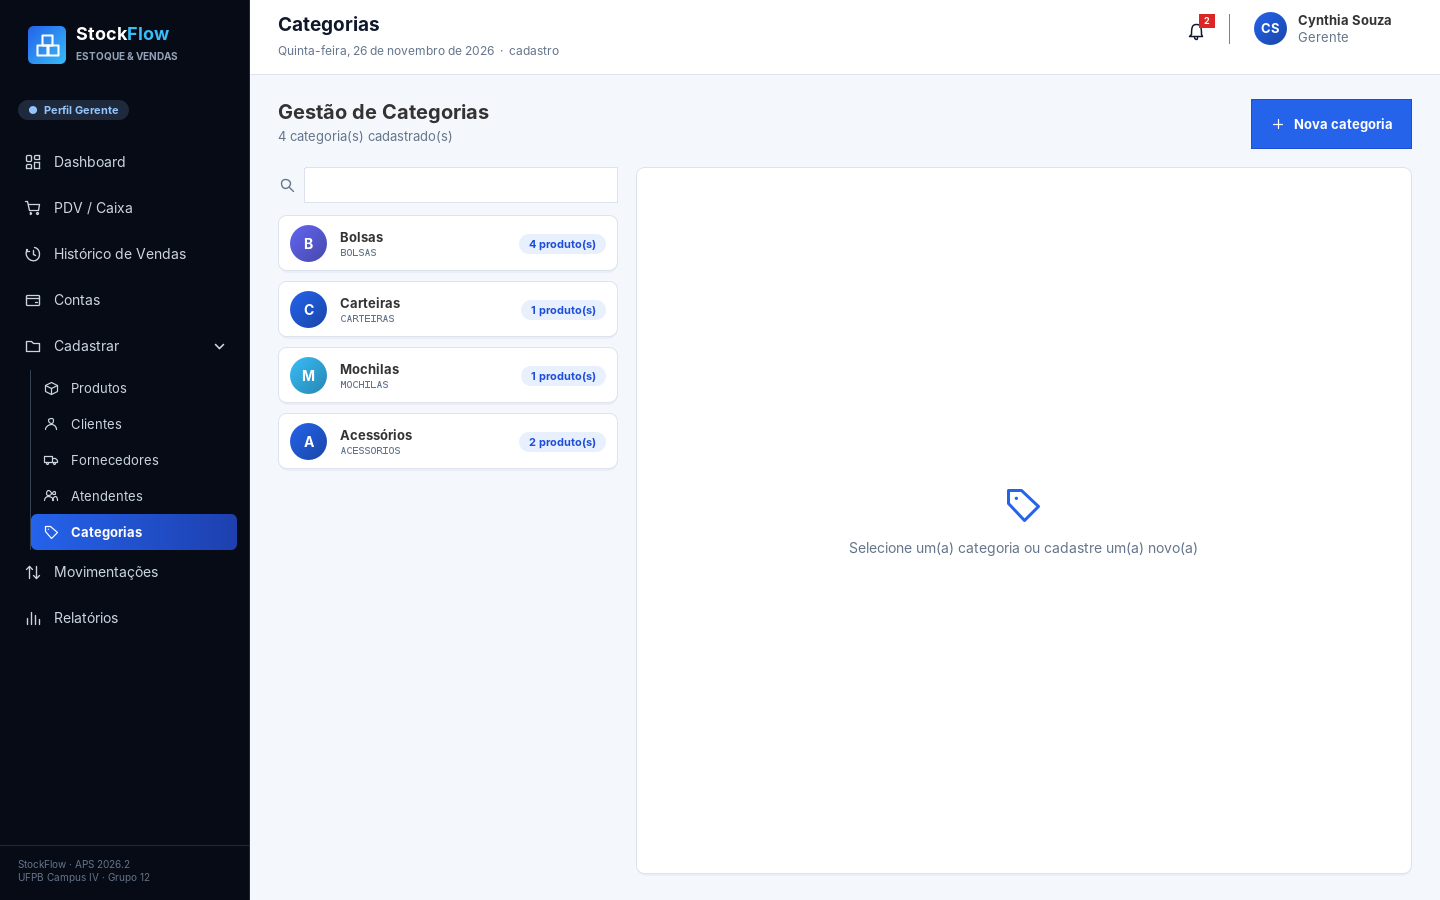 StockFlow
ESTOQUE & VENDAS
Perfil Gerente
Dashboard
PDV / Caixa
Histórico de Vendas
Contas
Cadastrar
Produtos
Clientes
Fornecedores
Atendentes
Categorias
Movimentações
Relatórios
StockFlow · APS 2026.2
UFPB Campus IV · Grupo 12
Categorias
Quinta-feira, 26 de novembro de 2026 · cadastro
2
CS
Cynthia Souza
Gerente
Gestão de Categorias
4 categoria(s) cadastrado(s)
Nova categoria
B
Bolsas
BOLSAS
4 produto(s)
C
Carteiras
CARTEIRAS
1 produto(s)
M
Mochilas
MOCHILAS
1 produto(s)
A
Acessórios
ACESSORIOS
2 produto(s)
Selecione um(a) categoria ou cadastre um(a) novo(a)